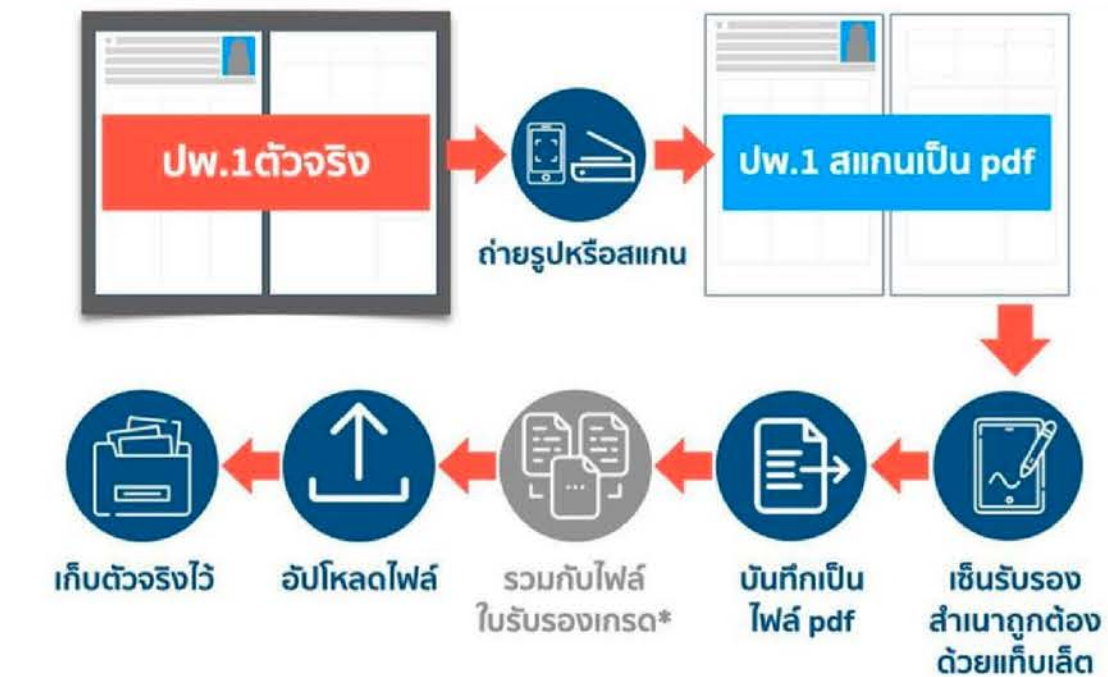 ปพ.1ตัวจริง
ถ่ายรูปหรือสแกน
ปพ.1 สแกนเป็น pdf
เซ็นรับรอง
สำเนาถูกต้อง
ด้วยแท็บเล็ต
บันทึกเป็น
ไฟล์ pdf
รวมกับไฟล์
ใบรับรองเกรด*
อัปโหลดไฟล์
เก็บตัวจริงไว้